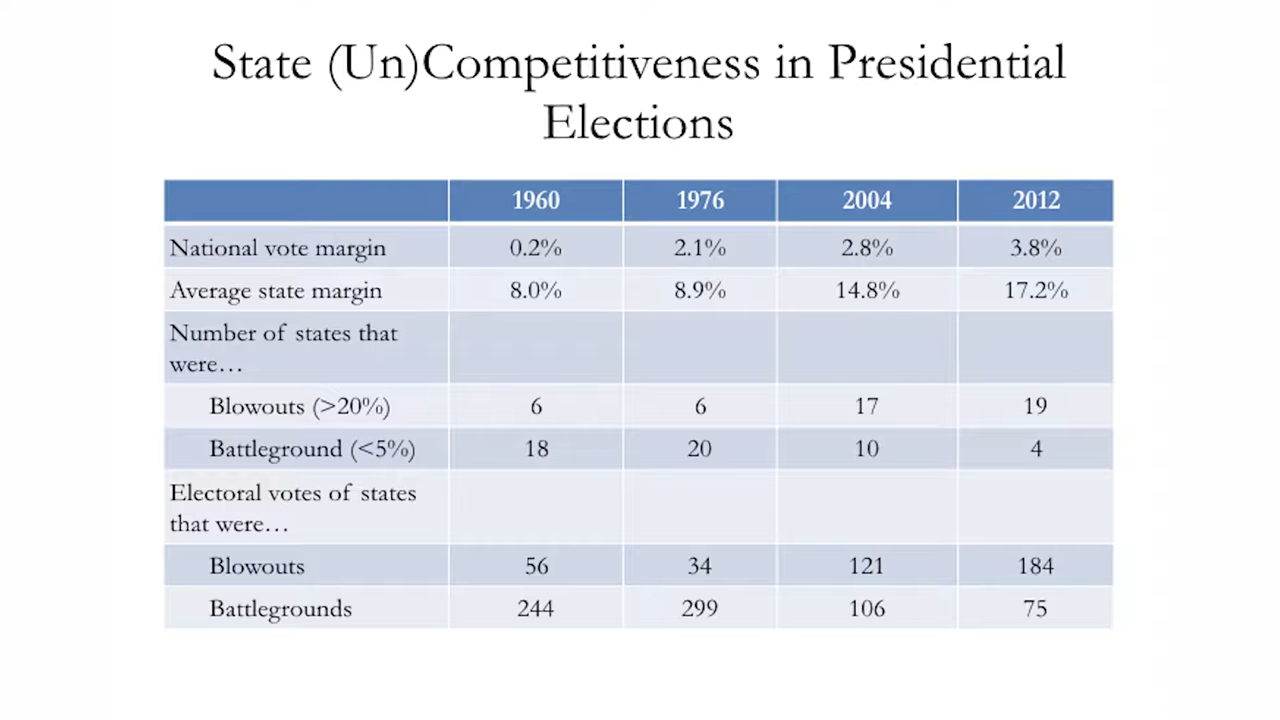 State (Un)Competitiveness in Presidential
Elections
1960 1976 2004 2012
National vote margin 0.2% 2.1% 2.8% 3.8%
Average state margin 8.0% 8.9% 14.8% 17.2%
Number of states that
were…
Blowouts (>20%) 6 6 17 19
Battleground (<5%) 18 20 10 4
Electoral votes of states
that were…
Blowouts 56 34 121 184
Battlegrounds 244 299 106 75